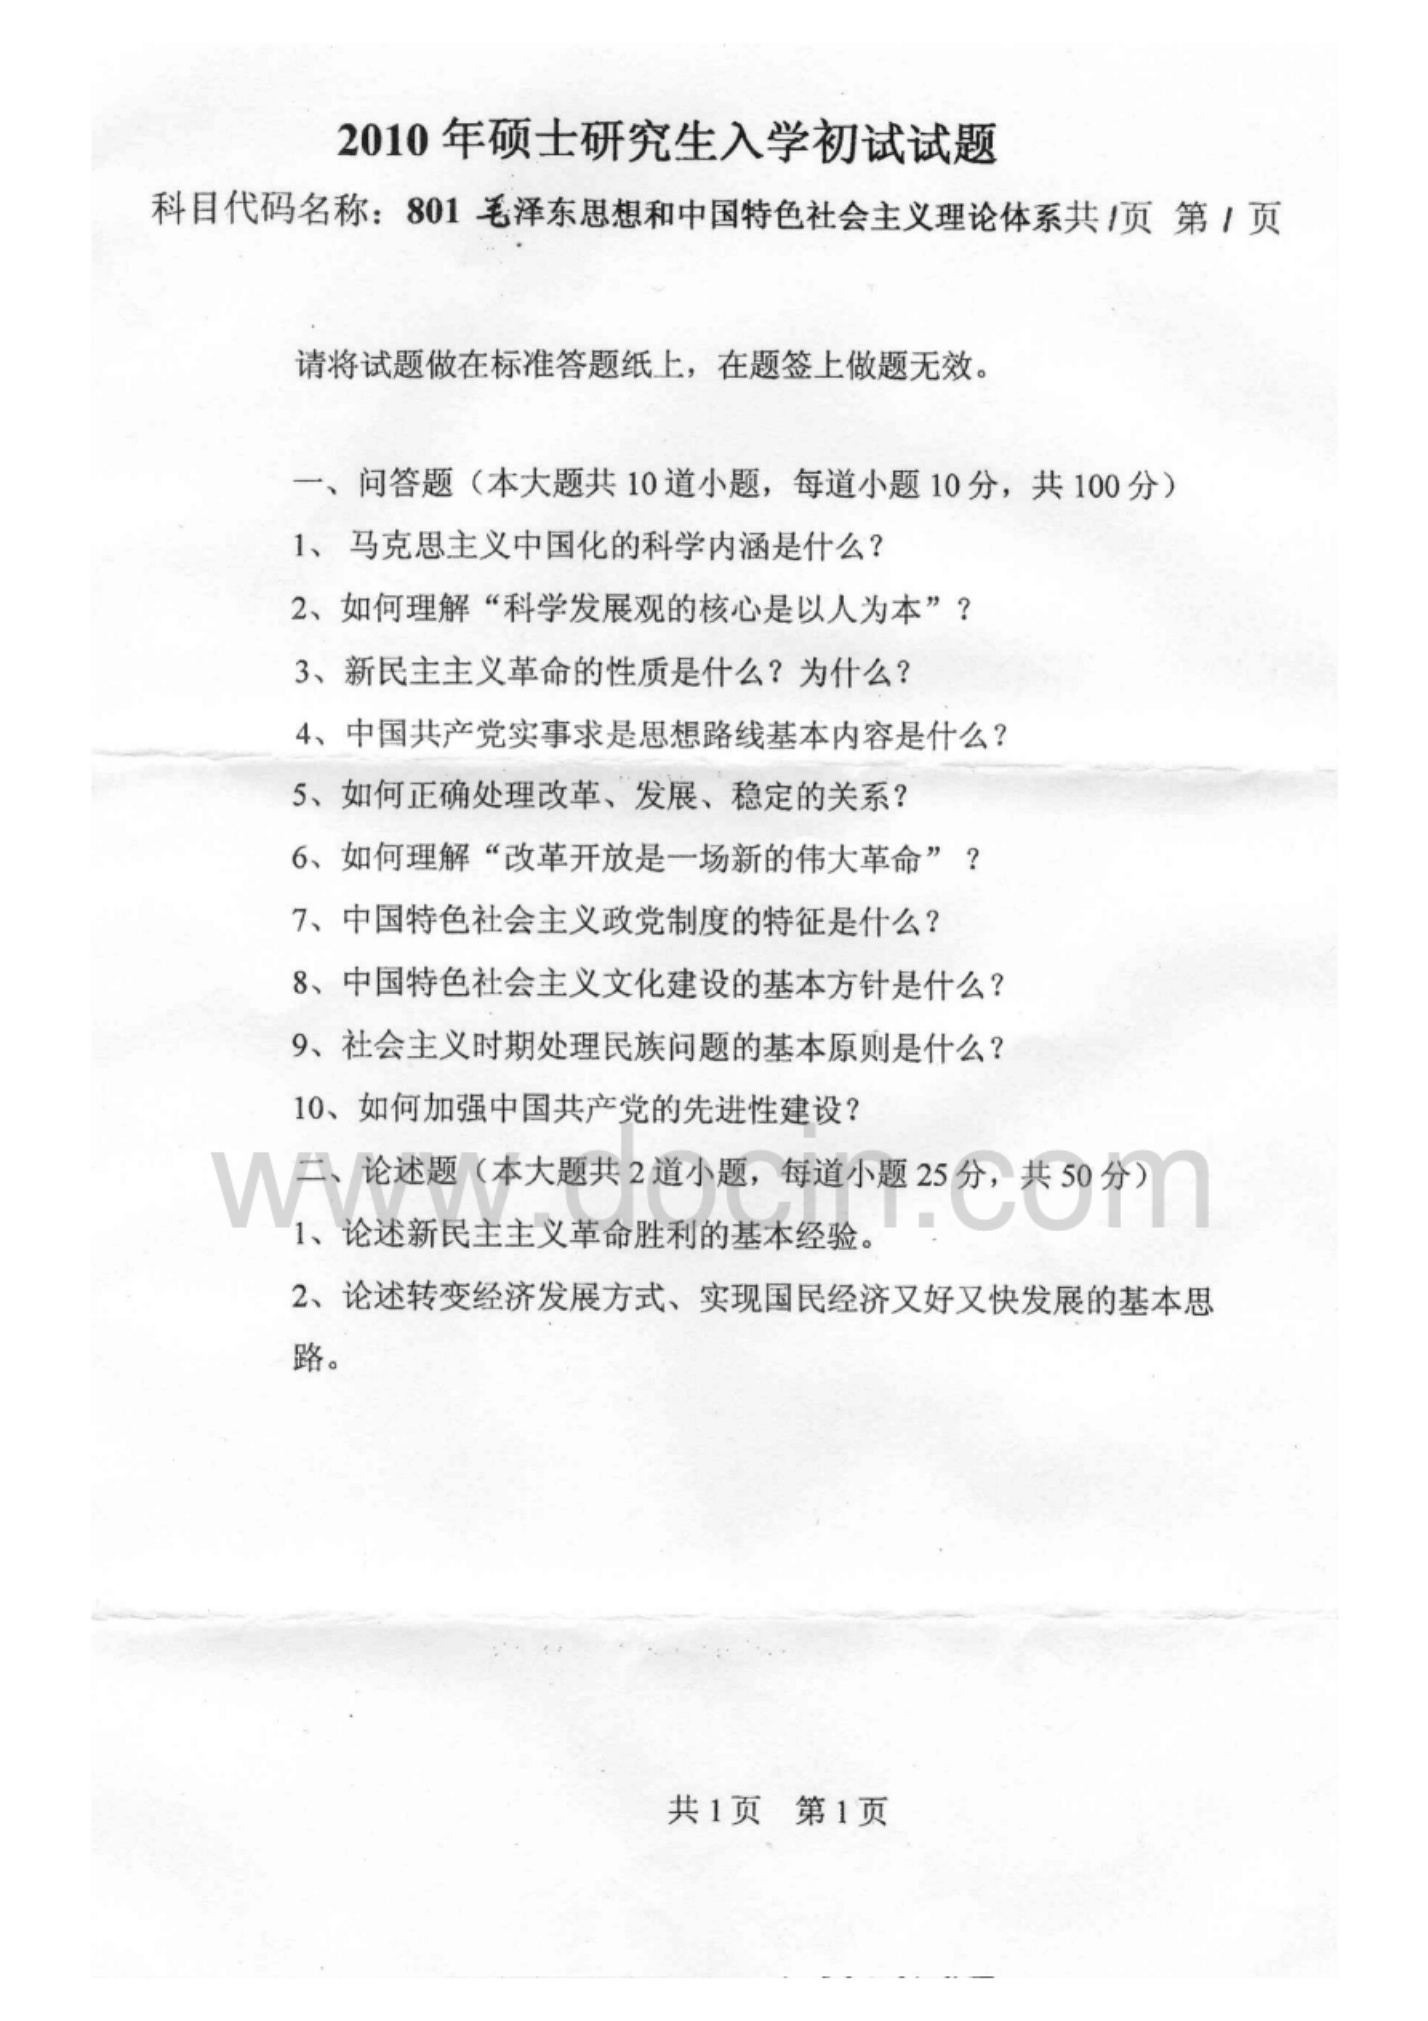 2010 年硕士研究生入学初试试题
科目代码名称：801 毛泽东思想和中国特色社会主义理论体系共 1页 第 1 页
请将试题做在标准答题纸上，在题签上做题无效。
一、问答题（本大题共 10 道小题，每道小题 10 分，共 100 分）
1、 马克思主义中国化的科学内涵是什么？
2、如何理解“科学发展观的核心是以人为本”？
3、新民主主义革命的性质是什么？为什么？
4、中国共产党实事求是思想路线基本内容是什么？
5、如何正确处理改革、发展、稳定的关系？
6、如何理解“改革开放是一场新的伟大革命” ？
7、中国特色社会主义政党制度的特征是什么？
8、中国特色社会主义文化建设的基本方针是什么？
9、社会主义时期处理民族问题的基本原则是什么？
10、如何加强中国共产党的先进性建设？
www.docin.com
二、论述题（本大题共 2 道小题，每道小题 25 分，共 50 分）
1、论述新民主主义革命胜利的基本经验。
2、论述转变经济发展方式、实现国民经济又好又快发展的基本思
路。
共 1 页 第 1 页